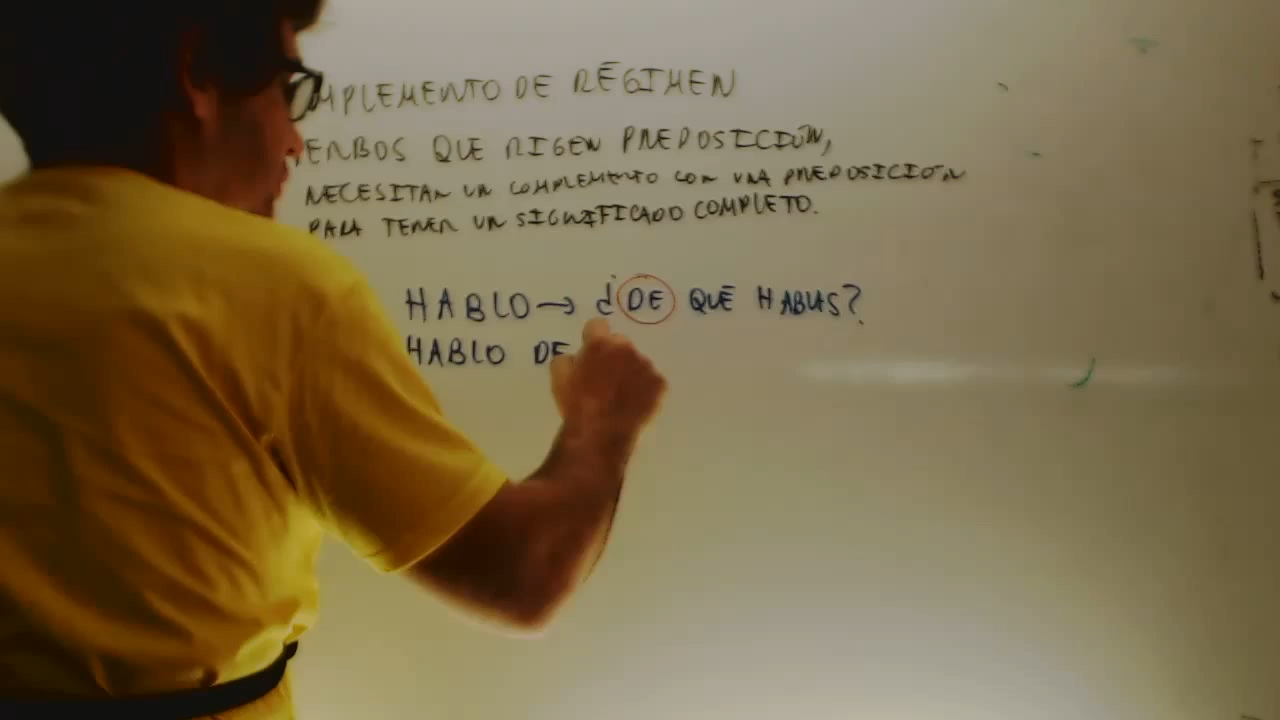 MPLEMENTO DE RÉGIMEN
ERBOS QUE RIGEN PREPOSICIÓN,
NECESITAN UN COMPLEMENTO CON UNA PREPOSICIÓN
PARA TENER UN SIGNIFICADO COMPLETO.
HABLO → ¿DE QUÉ HABLAS?
HABLO DE